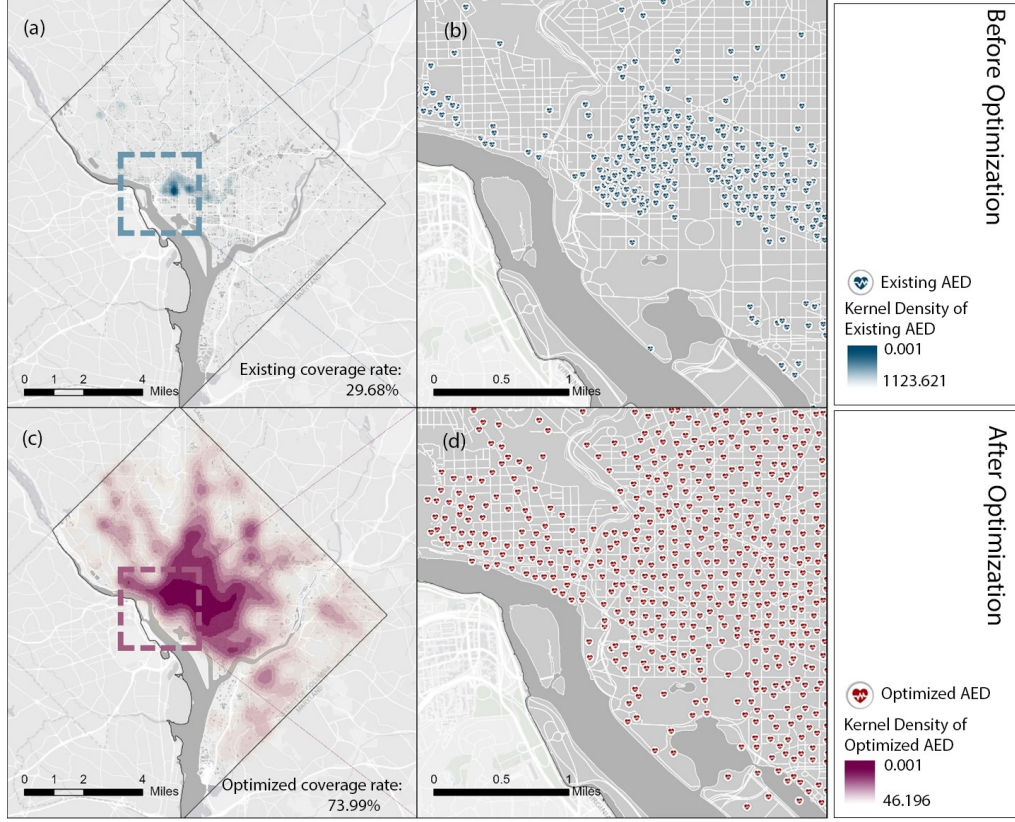 (a)
0 1 2 4
Miles
Existing coverage rate:
29.68%
(b)
0 0.5 1
Miles
Before Optimization
Existing AED
Kernel Density of
Existing AED
0.001
1123.621
(c)
0 1 2 4
Miles
Optimized coverage rate:
73.99%
(d)
0 0.5 1
Miles
After Optimization
Optimized AED
Kernel Density of
Optimized AED
0.001
46.196